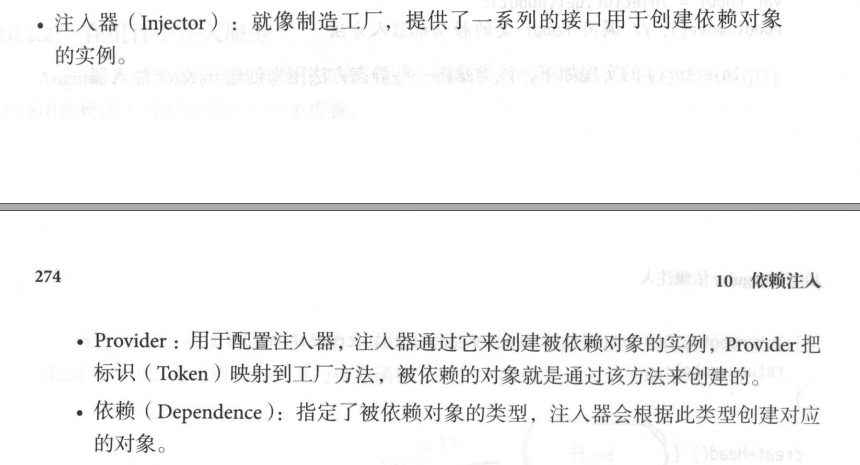 • 注入器（Injector）：就像制造工厂，提供了一系列的接口用于创建依赖对象
的实例。
274
10 依赖注入
• Provider：用于配置注入器，注入器通过它来创建被依赖对象的实例，Provider 把
标识（Token）映射到工厂方法，被依赖的对象就是通过该方法来创建的。
• 依赖（Dependence）：指定了被依赖对象的类型，注入器会根据此类型创建对应
的对象。